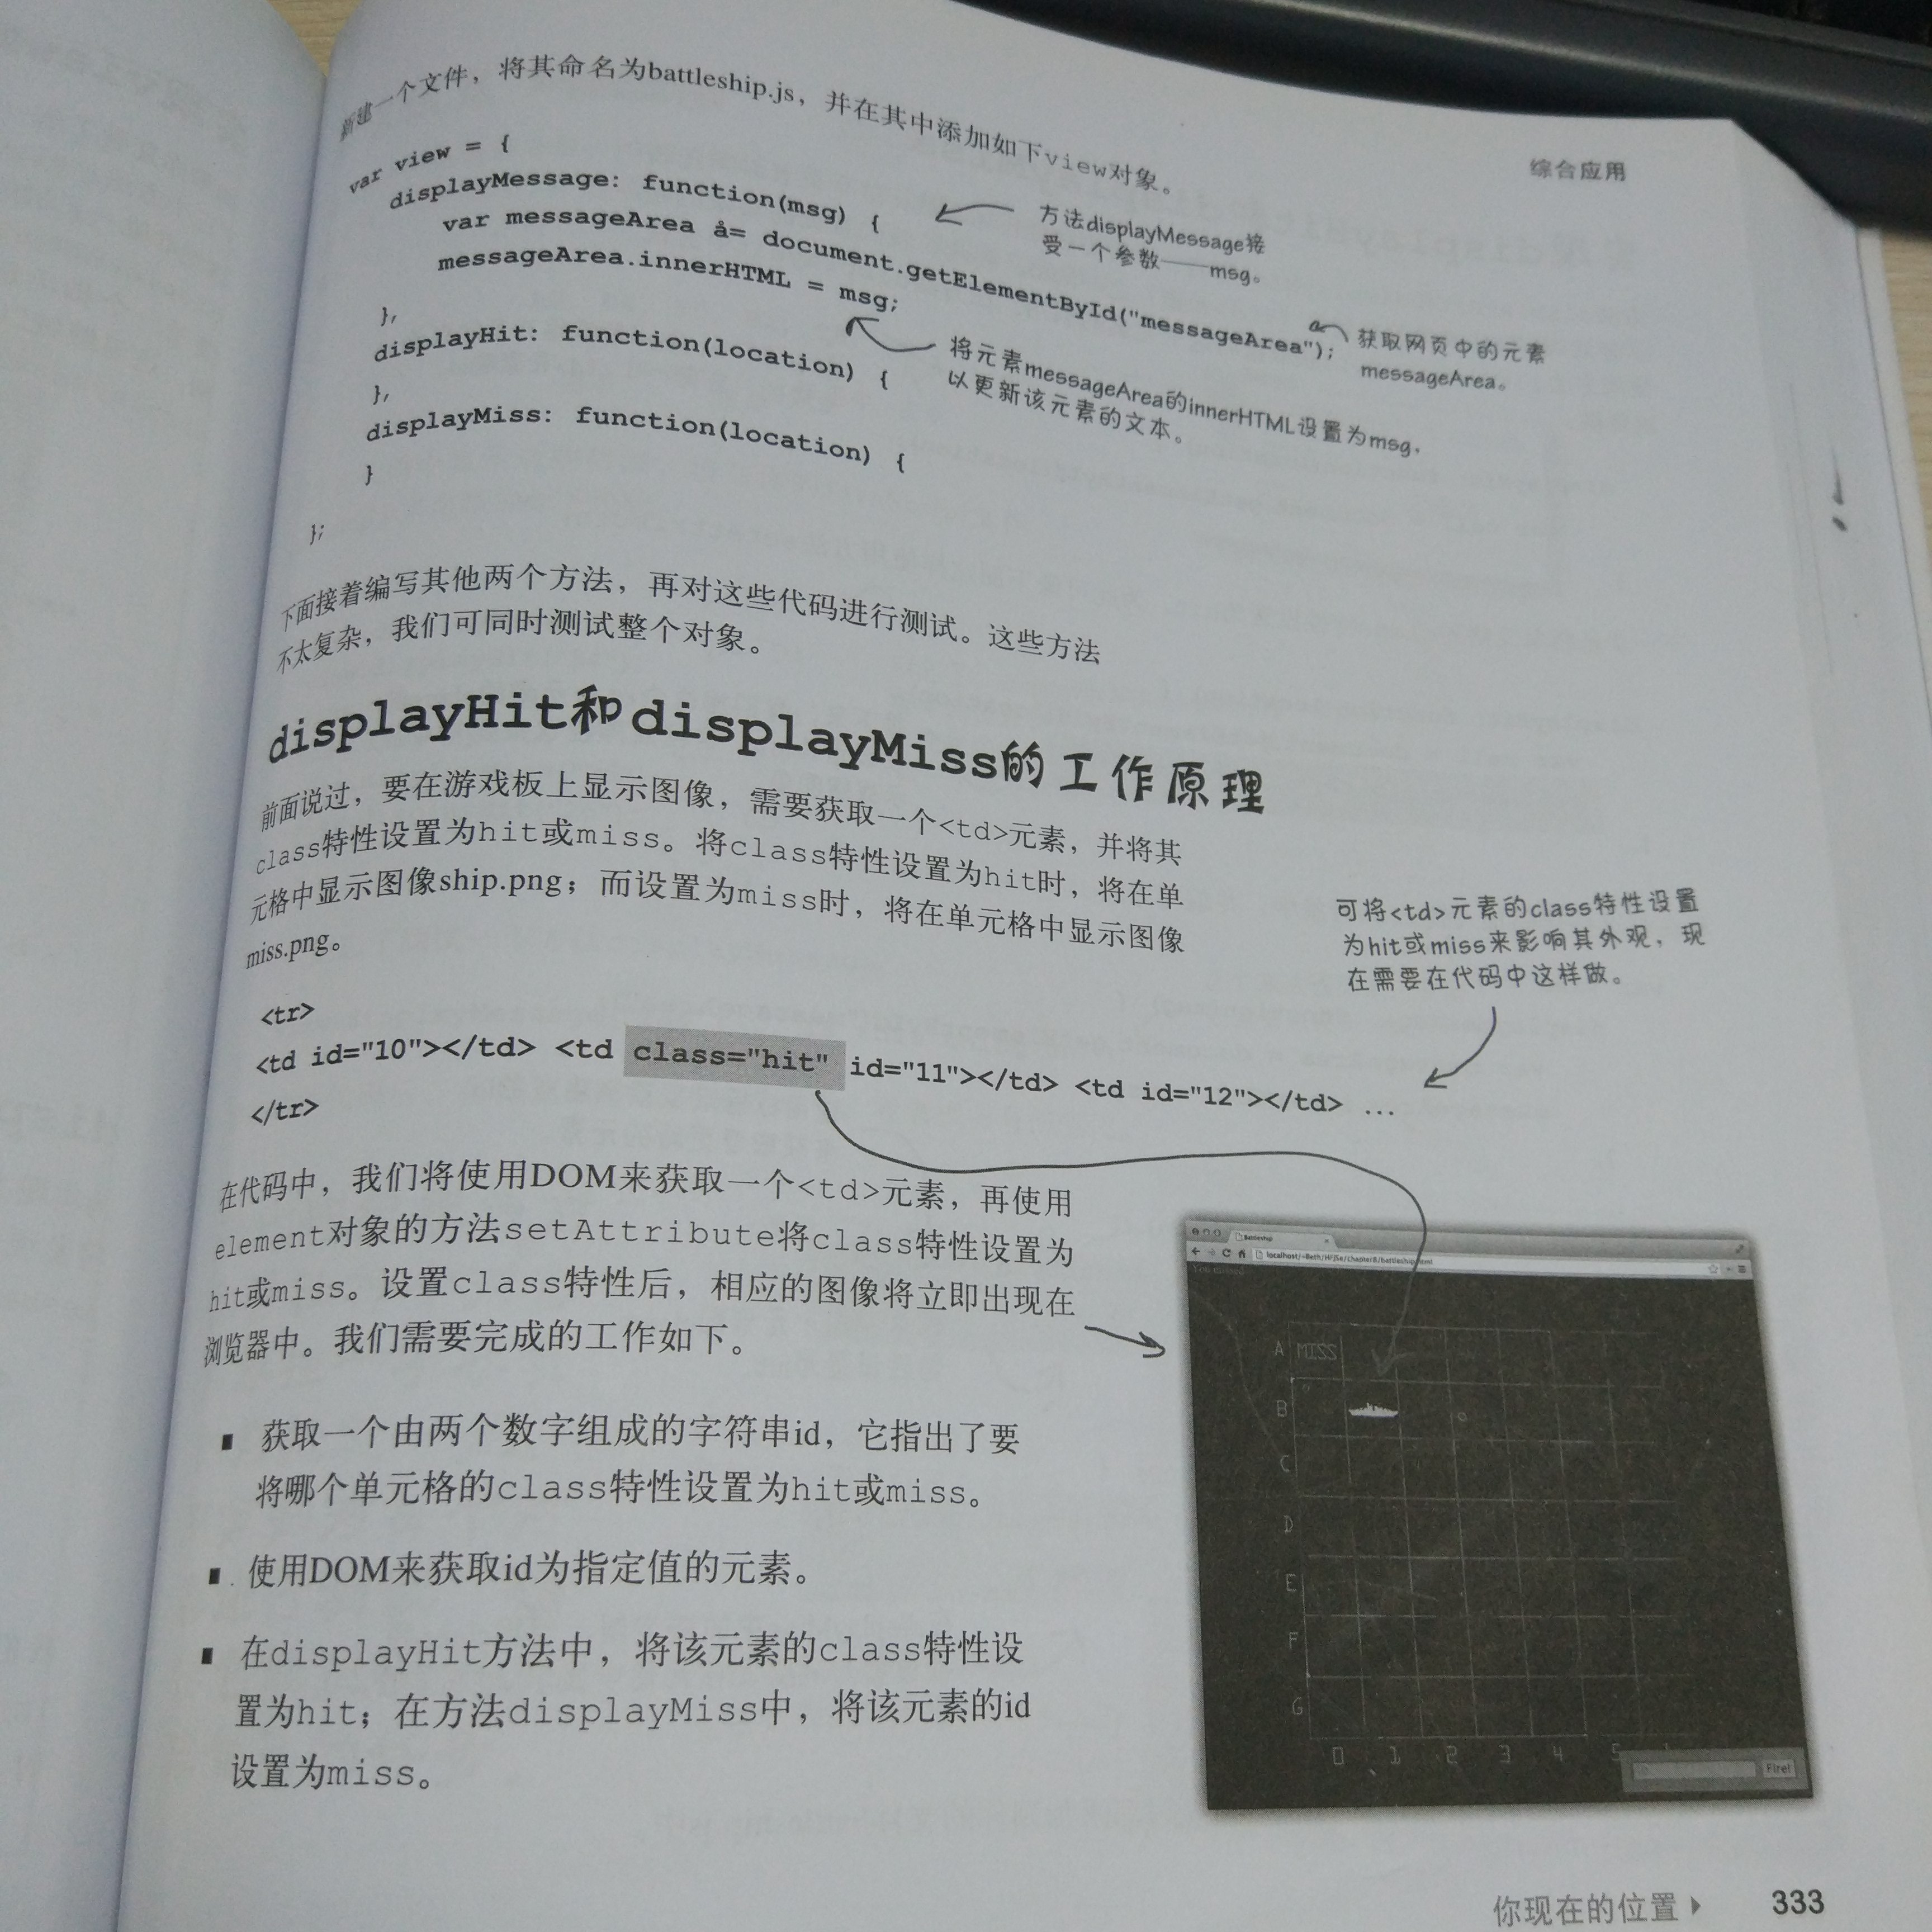 综合应用
新建一个文件，将其命名为battleship.js，并在其中添加如下view对象。
var view = {
displayMessage: function(msg) {
var messageArea å= document.getElementById("messageArea");
messageArea.innerHTML = msg;
},
displayHit: function(location) {
},
displayMiss: function(location) {
}
};
方法displayMessage接
受一个参数——msg。
获取网页中的元素
messageArea。
将元素messageArea的innerHTML设置为msg，
以更新该元素的文本。
下面接着编写其他两个方法，再对这些代码进行测试。这些方法
不太复杂，我们可同时测试整个对象。
displayHit和displayMiss的工作原理
前面说过，要在游戏板上显示图像，需要获取一个<td>元素，并将其
class特性设置为hit或miss。将class特性设置为hit时，将在单
元格中显示图像ship.png；而设置为miss时，将在单元格中显示图像
miss.png。
可将<td>元素的class特性设置
为hit或miss来影响其外观，现
在需要在代码中这样做。
<tr>
<td id="10"></td> <td class="hit" id="11"></td> <td id="12"></td> ...
</tr>
在代码中，我们将使用DOM来获取一个<td>元素，再使用
element对象的方法setAttribute将class特性设置为
hit或miss。设置class特性后，相应的图像将立即出现在
浏览器中。我们需要完成的工作如下。
获取一个由两个数字组成的字符串id，它指出了要
将哪个单元格的class特性设置为hit或miss。
使用DOM来获取id为指定值的元素。
在displayHit方法中，将该元素的class特性设
置为hit；在方法displayMiss中，将该元素的id
设置为miss。
Battleship
localhost/~Beth/HFJSe/chapter8/battleship.html
A MISS
B
C
D
E
F
G
0 1 2 3 4 5
Fire!
你现在的位置 333